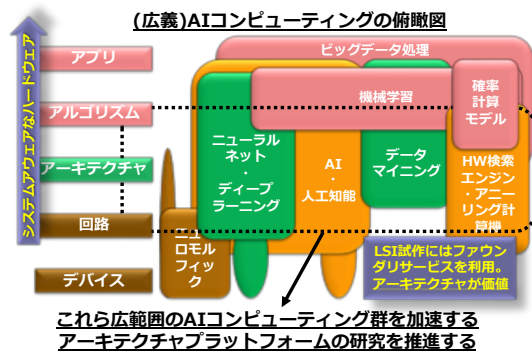 (広義)AIコンピューティングの俯瞰図
システムアウェアなハードウェア
アプリ
アルゴリズム
アーキテクチャ
回路
デバイス
ビッグデータ処理
機械学習
確率
計算
モデル
ニューラル
ネット
・
ディープ
ラーニング
AI
・
人工知能
データ
マイニング
HW検索
エンジン
・アニー
リング計
算機
ニュー
ロモル
フィッ
ク
LSI試作にはファウン
ダリサービスを利用。
アーキテクチャが価値
これら広範囲のAIコンピューティング群を加速する
アーキテクチャプラットフォームの研究を推進する